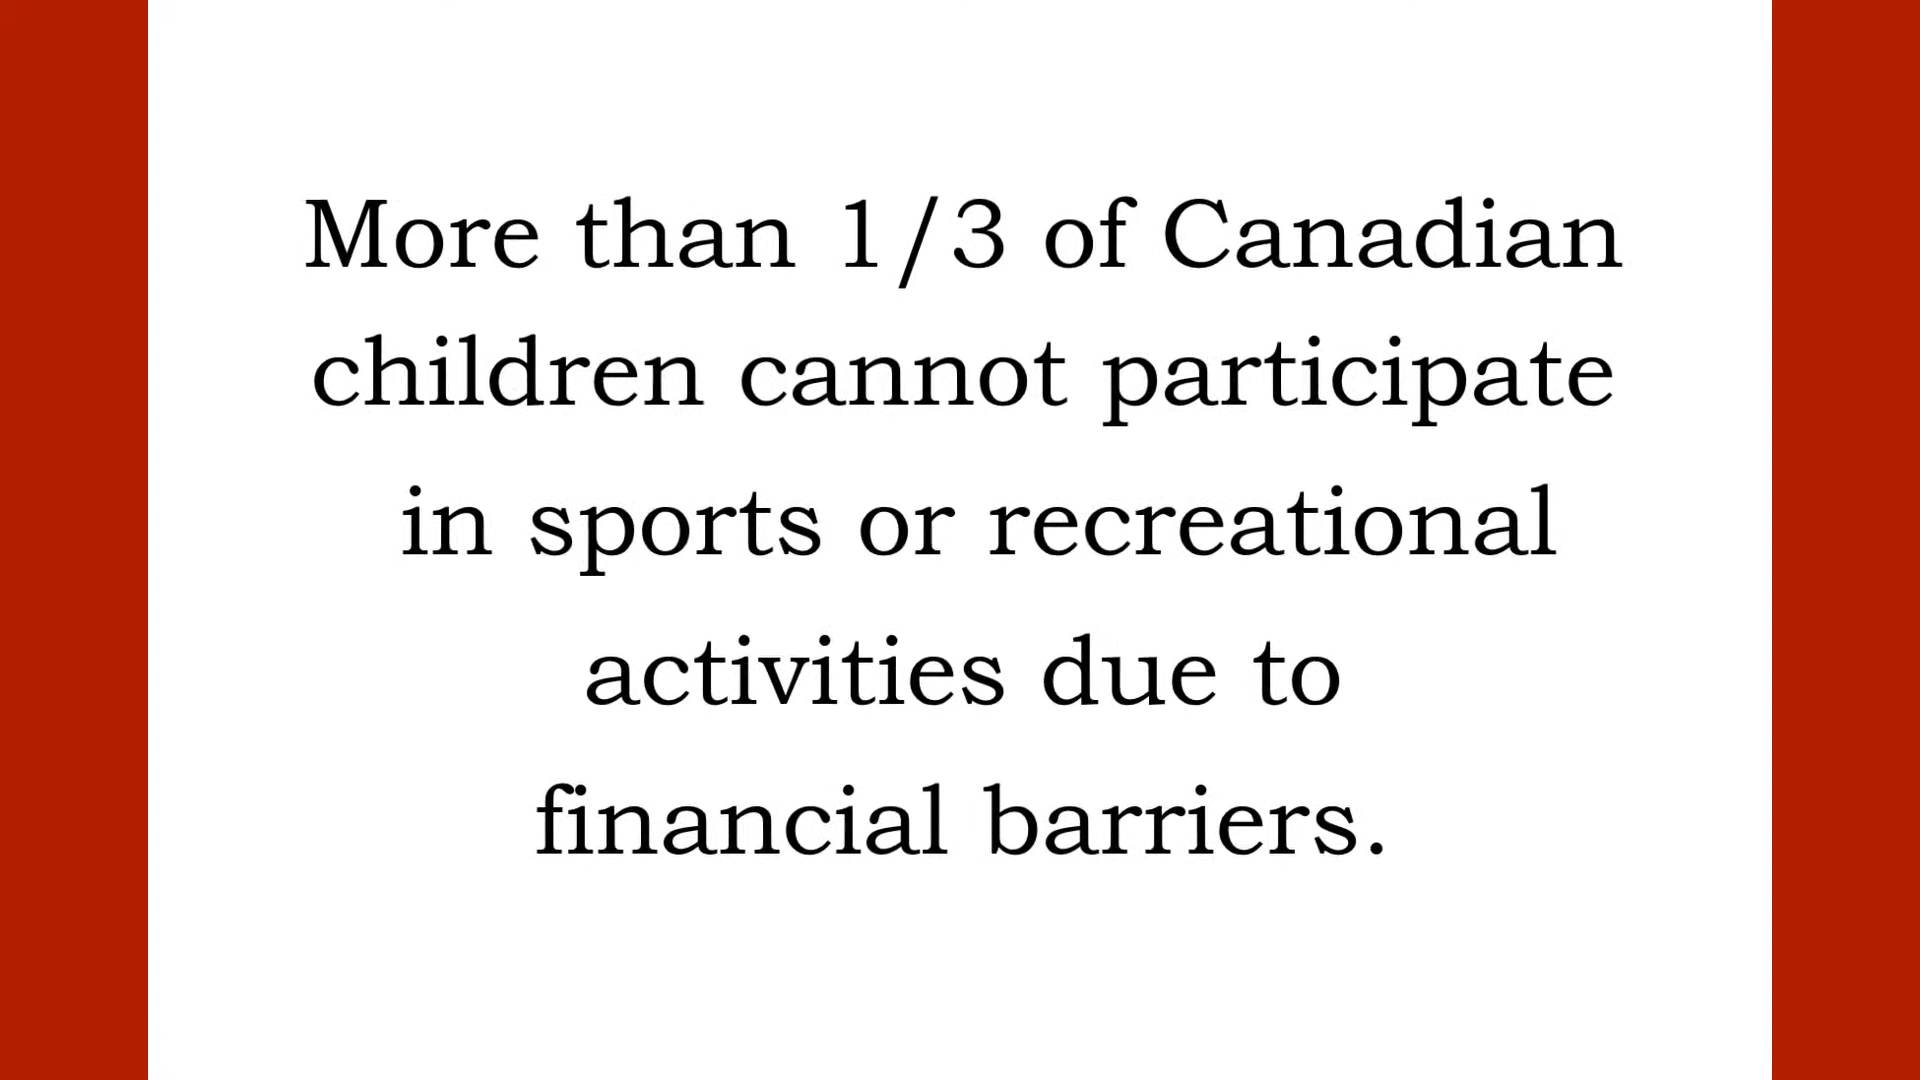 More than 1/3 of Canadian
children cannot participate
in sports or recreational
activities due to
financial barriers.